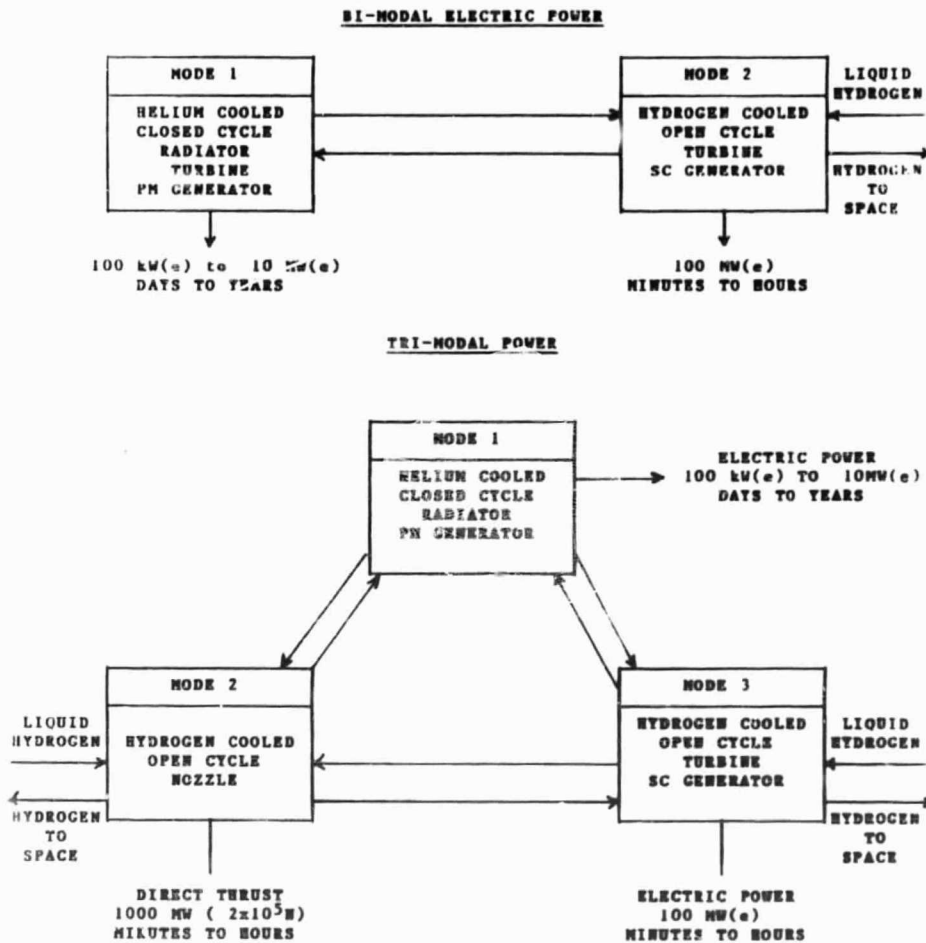 BI-MODAL ELECTRIC POWER
MODE 1
HELIUM COOLED
CLOSED CYCLE
RADIATOR
TURBINE
PM GENERATOR
100 kW(e) to 10 MW(e)
DAYS TO YEARS
MODE 2
HYDROGEN COOLED
OPEN CYCLE
TURBINE
SC GENERATOR
100 MW(e)
MINUTES TO HOURS
LIQUID
HYDROGEN
HYDROGEN
TO
SPACE
TRI-MODAL POWER
MODE 1
HELIUM COOLED
CLOSED CYCLE
RADIATOR
PM GENERATOR
ELECTRIC POWER
100 kW(e) TO 10MW(e)
DAYS TO YEARS
LIQUID
HYDROGEN
HYDROGEN
TO
SPACE
MODE 2
HYDROGEN COOLED
OPEN CYCLE
NOZZLE
DIRECT THRUST
1000 MW ( 2x10⁵N)
MINUTES TO HOURS
MODE 3
HYDROGEN COOLED
OPEN CYCLE
TURBINE
SC GENERATOR
ELECTRIC POWER
100 MW(e)
MINUTES TO HOURS
LIQUID
HYDROGEN
HYDROGEN
TO
SPACE